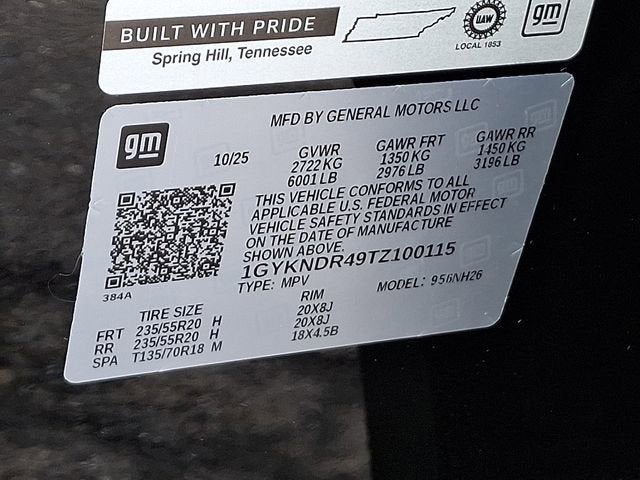 BUILT WITH PRIDE
Spring Hill, Tennessee
UAW
LOCAL 1853
gm
MFD BY GENERAL MOTORS LLC
gm
10/25 GVWR GAWR FRT GAWR RR
2722 KG 1350 KG 1450 KG
6001 LB 2976 LB 3196 LB
THIS VEHICLE CONFORMS TO ALL
APPLICABLE U.S. FEDERAL MOTOR
VEHICLE SAFETY STANDARDS IN EFFECT
ON THE DATE OF MANUFACTURE
SHOWN ABOVE.
1GYKNDR49TZ100115
TYPE: MPV MODEL: 956NH26
384A
TIRE SIZE RIM
FRT 235/55R20 H 20X8J
RR 235/55R20 H 20X8J
SPA T135/70R18 M 18X4.5B